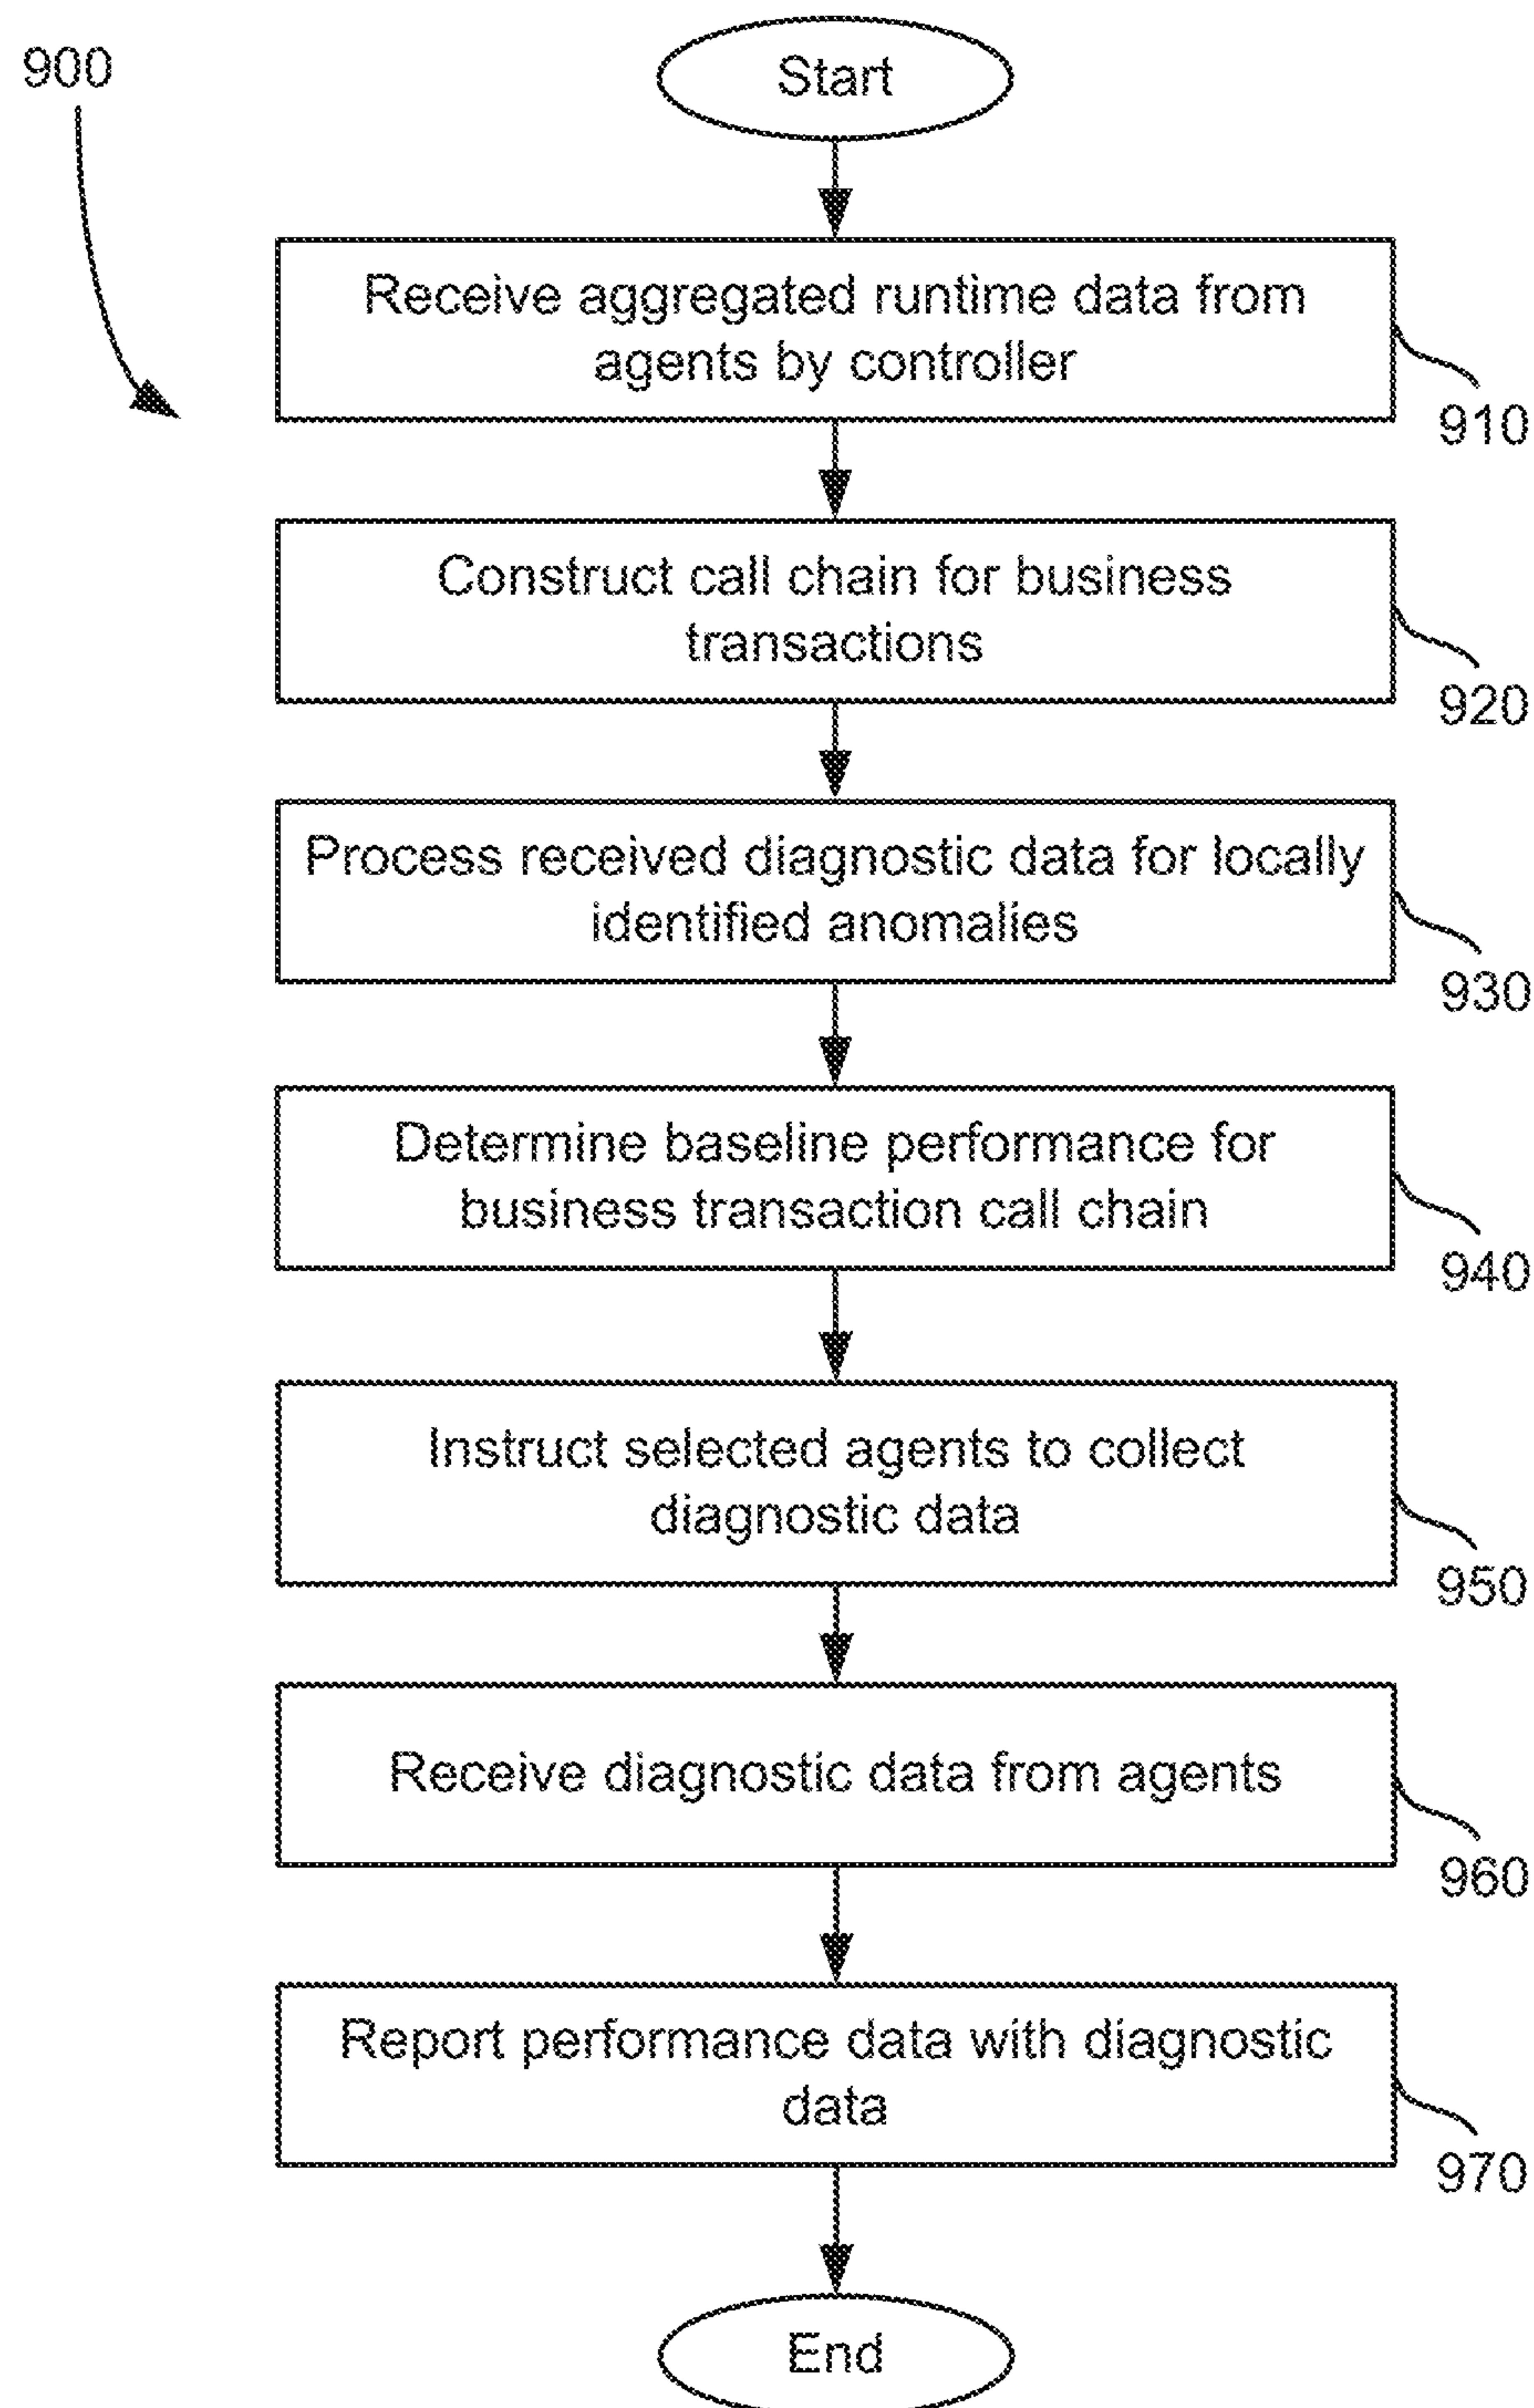 900
Start
Receive aggregated runtime data from
agents by controller
910
Construct call chain for business
transactions
920
Process received diagnostic data for locally
identified anomalies
930
Determine baseline performance for
business transaction call chain
940
Instruct selected agents to collect
diagnostic data
950
Receive diagnostic data from agents
960
Report performance data with diagnostic
data
970
End